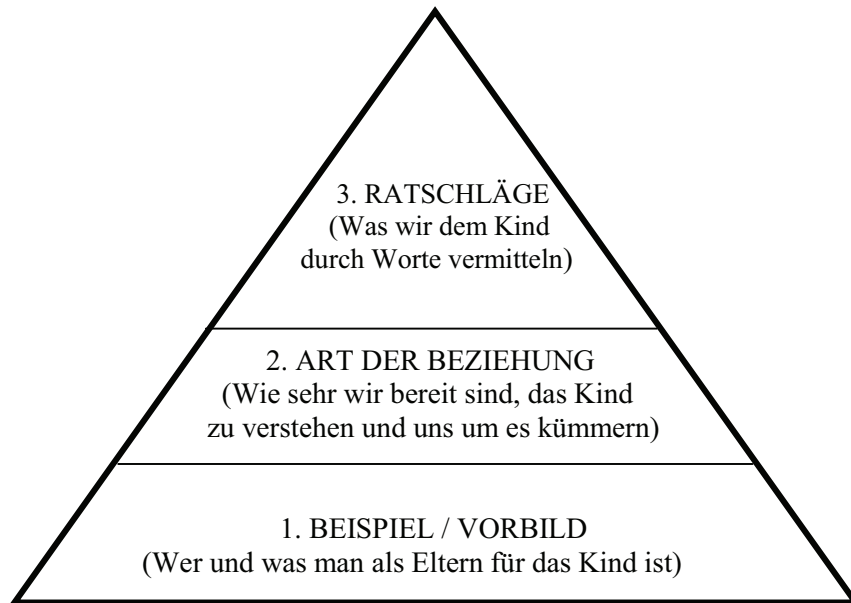 3. RATSCHLÄGE
(Was wir dem Kind
durch Worte vermitteln)
2. ART DER BEZIEHUNG
(Wie sehr wir bereit sind, das Kind
zu verstehen und uns um es kümmern)
1. BEISPIEL / VORBILD
(Wer und was man als Eltern für das Kind ist)